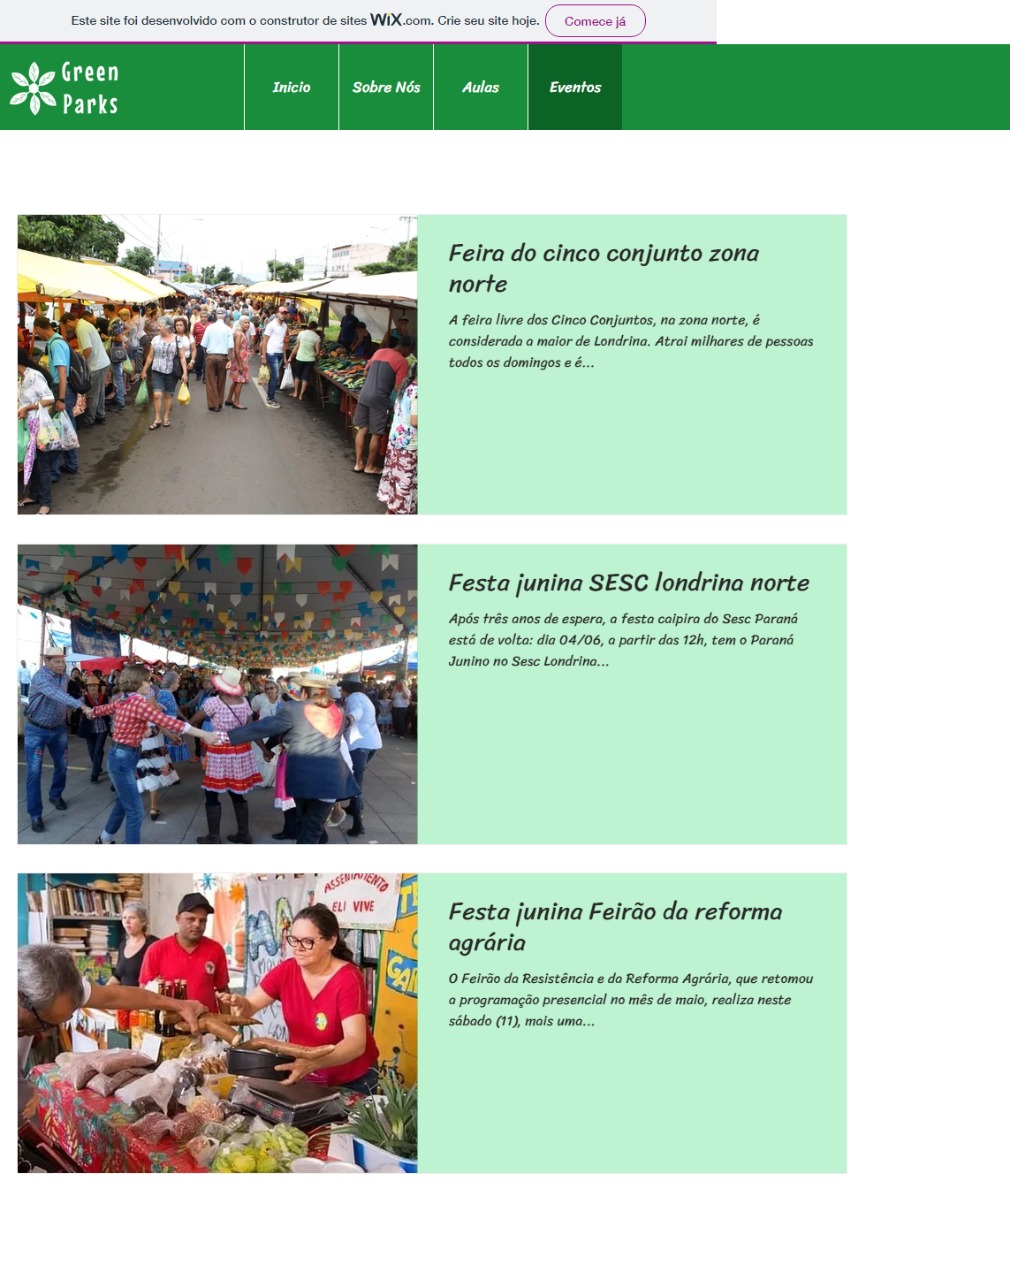 Este site foi desenvolvido com o construtor de sites WiX.com. Crie seu site hoje. Comece já
Green
Parks
Inicio Sobre Nós Aulas Eventos
Feira do cinco conjunto zona
norte
A feira livre dos Cinco Conjuntos, na zona norte, é
considerada a maior de Londrina. Atrai milhares de pessoas
todos os domingos e é...
Festa junina SESC londrina norte
Após três anos de espera, a festa caipira do Sesc Paraná
está de volta: dia 04/06, a partir das 12h, tem o Paraná
Junino no Sesc Londrina...
ASSENTAMENTO
ELI VIVE
Festa junina Feirão da reforma
agrária
O Feirão da Resistência e da Reforma Agrária, que retomou
a programação presencial no mês de maio, realiza neste
sábado (11), mais uma...